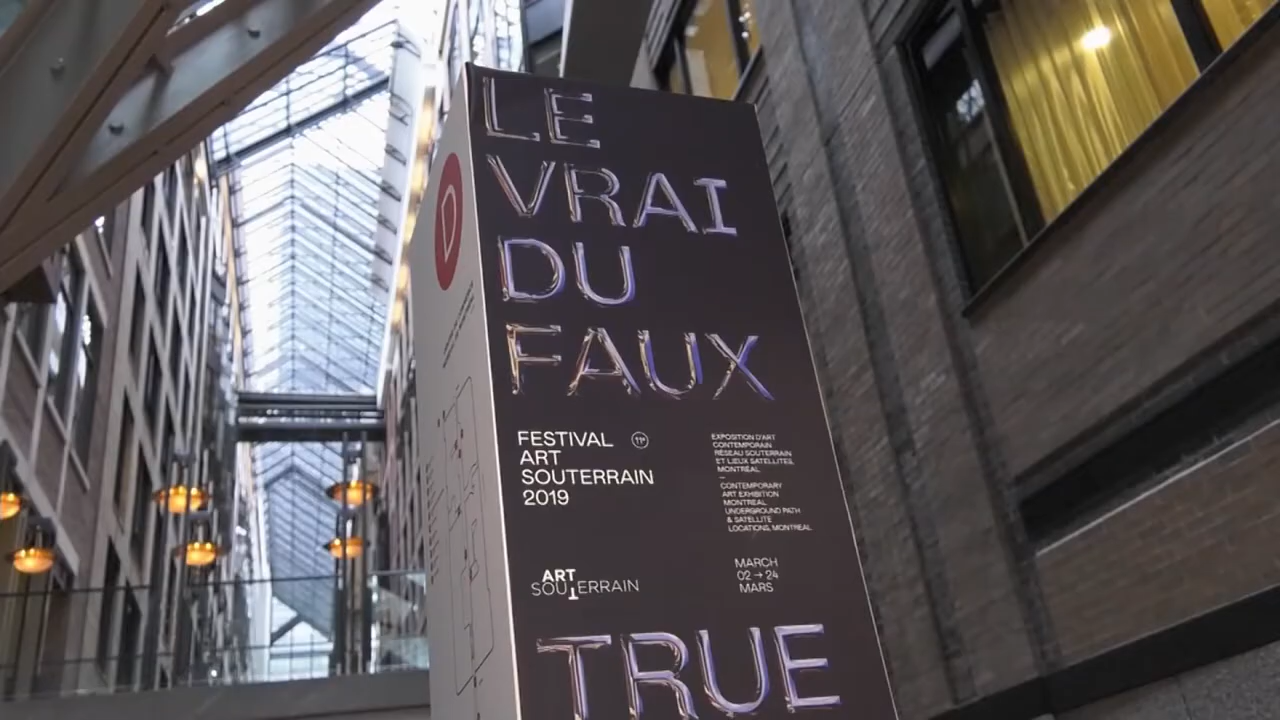 LE
VRAI
DU
FAUX
FESTIVAL 11e
ART
SOUTERRAIN
2019
EXPOSITION D'ART
CONTEMPORAIN
RÉSEAU SOUTERRAIN
ET LIEUX SATELLITES,
MONTRÉAL
–
CONTEMPORARY
ART EXHIBITION
MONTREAL
UNDERGROUND PATH
& SATELLITE
LOCATIONS, MONTREAL
ART
SOUTERRAIN
MARCH
02 → 24
MARS
TRUE
D